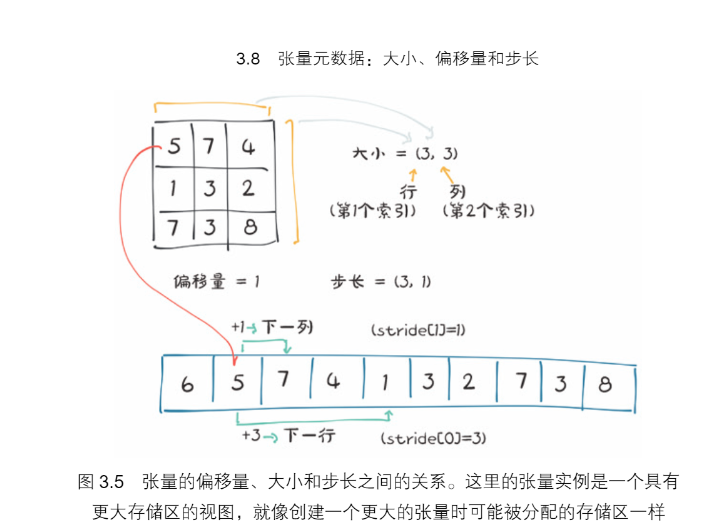 3.8 张量元数据：大小、偏移量和步长
5 7 4
1 3 2
7 3 8
大小 = (3, 3)
行 列
(第1个索引) (第2个索引)
偏移量 = 1 步长 = (3, 1)
+1→下一列 (stride[1]=1)
6 5 7 4 1 3 2 7 3 8
+3→下一行 (stride[0]=3)
图 3.5 张量的偏移量、大小和步长之间的关系。这里的张量实例是一个具有
更大存储区的视图，就像创建一个更大的张量时可能被分配的存储区一样